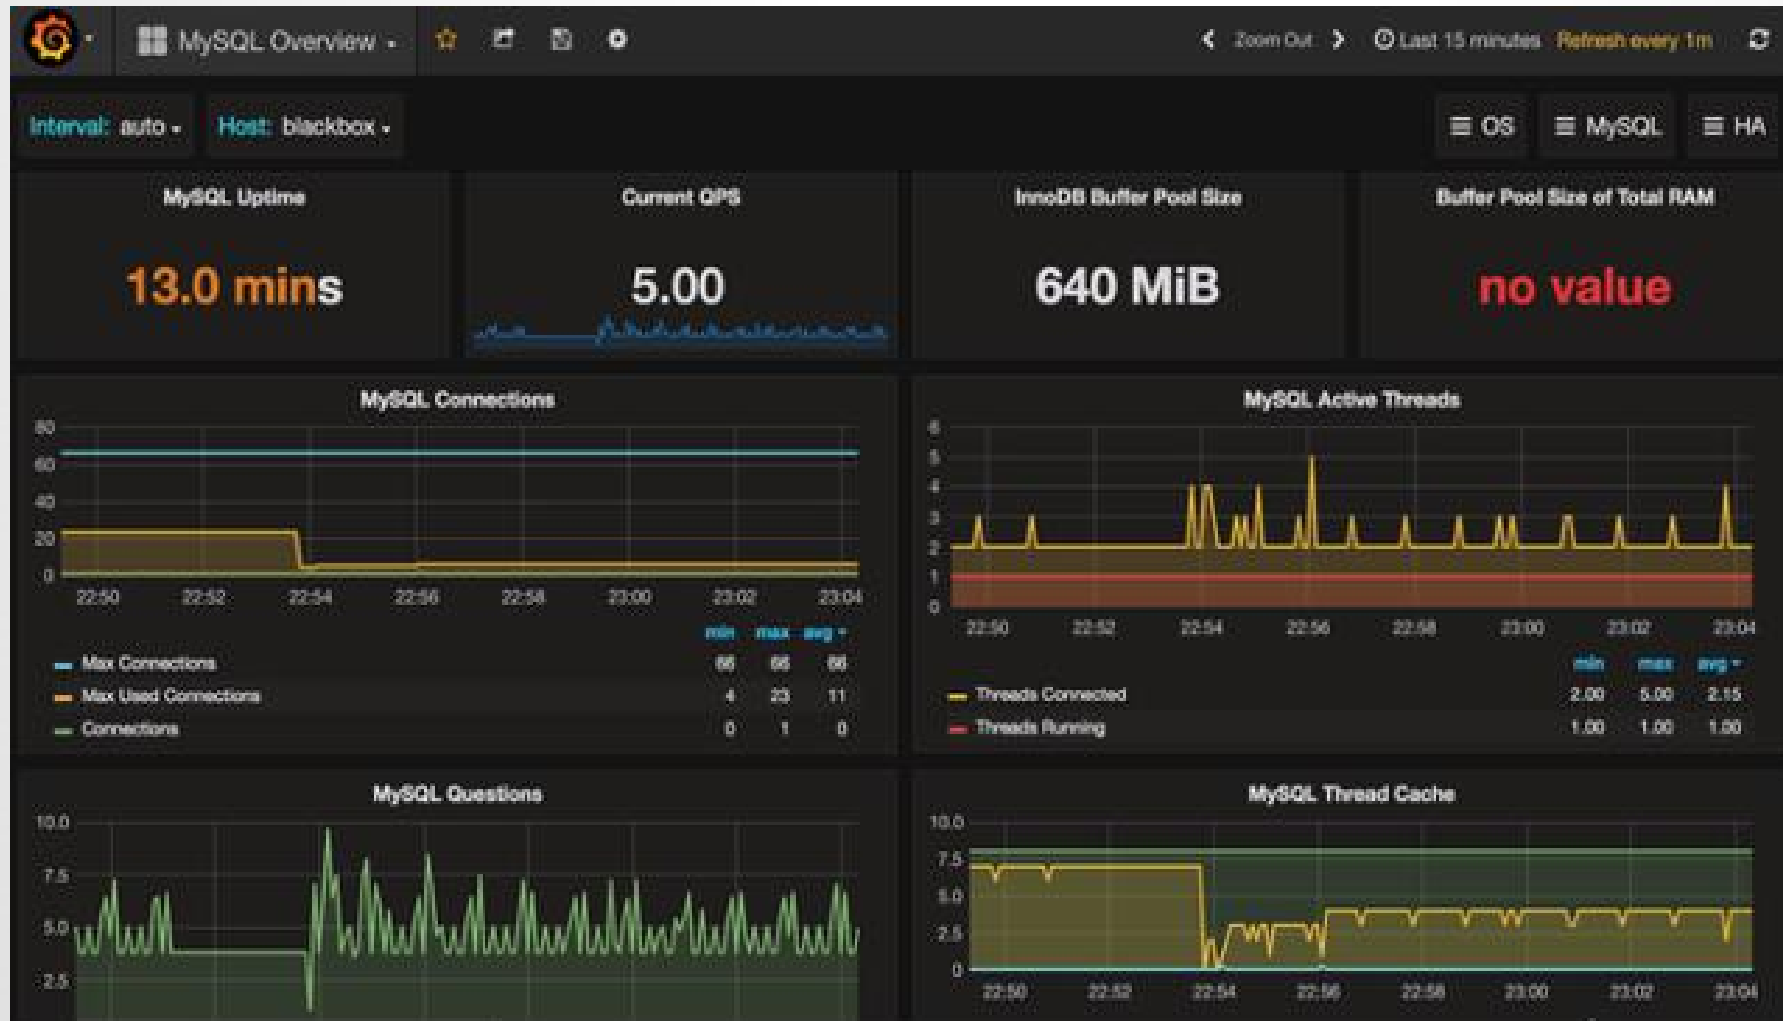 MySQL Overview
Zoom Out
Last 15 minutes Refresh every 1m
Interval: auto
Host: blackbox
OS
MySQL
HA
MySQL Uptime
13.0 mins
Current QPS
5.00
InnoDB Buffer Pool Size
640 MiB
Buffer Pool Size of Total RAM
no value
MySQL Connections
80
60
40
20
0
22:50 22:52 22:54 22:56 22:58 23:00 23:02 23:04
min max avg
Max Connections 66 66 66
Max Used Connections 4 23 11
Connections 0 1 0
MySQL Active Threads
6
5
4
3
2
1
0
22:50 22:52 22:54 22:56 22:58 23:00 23:02 23:04
min max avg
Threads Connected 2.00 5.00 2.15
Threads Running 1.00 1.00 1.00
MySQL Questions
10.0
7.5
5.0
2.5
MySQL Thread Cache
10.0
7.5
5.0
2.5
0
22:50 22:52 22:54 22:56 22:58 23:00 23:02 23:04